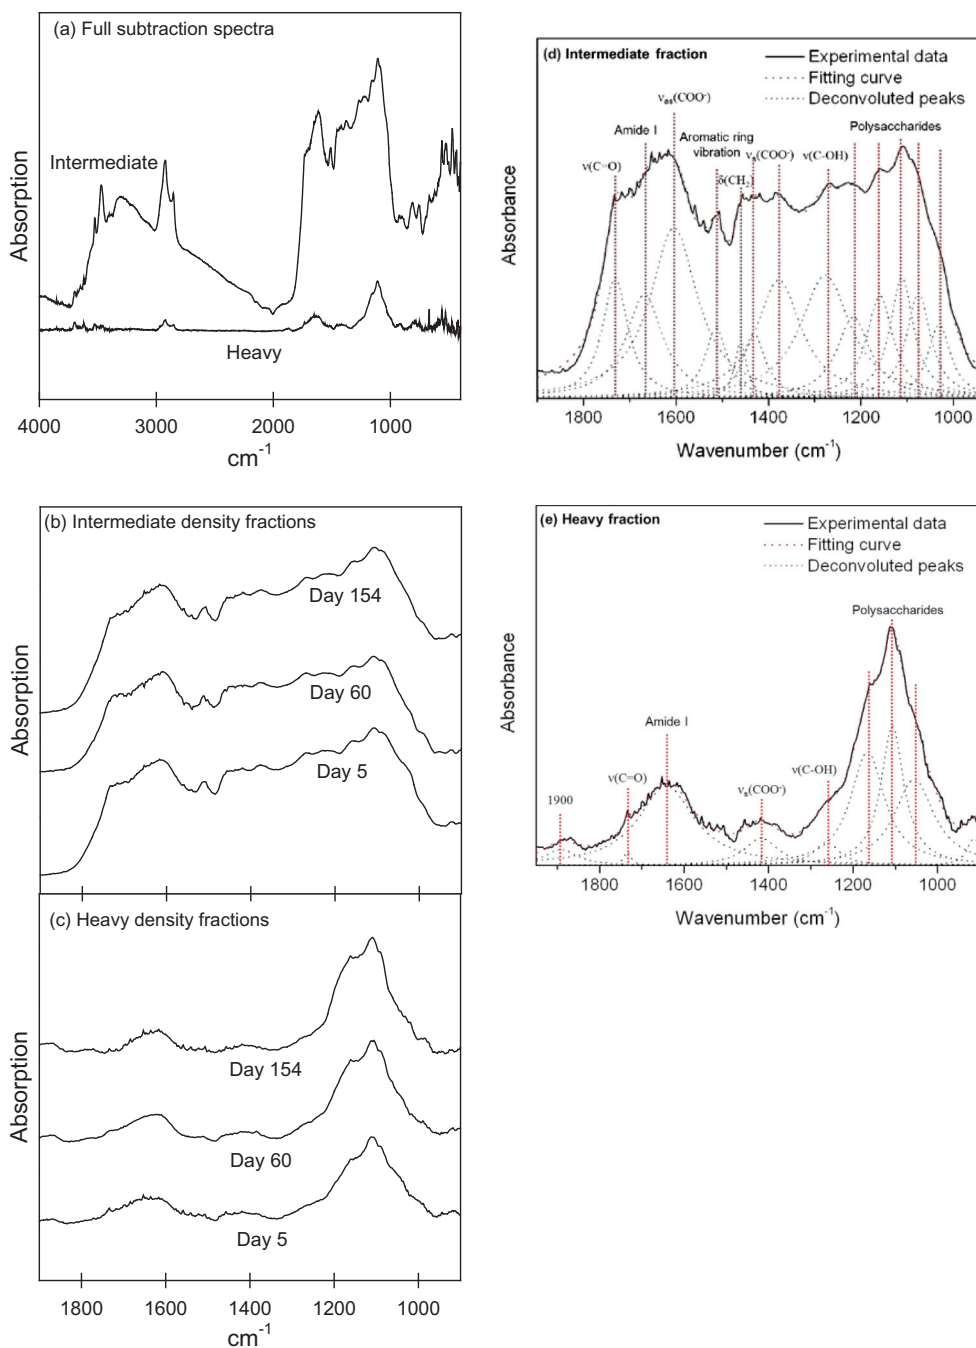 (a) Full subtraction spectra
Absorption
Intermediate
Heavy
4000 3000 2000 1000
cm-1
(b) Intermediate density fractions
Absorption
Day 154
Day 60
Day 5
(c) Heavy density fractions
Absorption
Day 154
Day 60
Day 5
1800 1600 1400 1200 1000
cm-1
(d) Intermediate fraction
Experimental data
Fitting curve
Deconvoluted peaks
Absorbance
νas(COO-)
Amide I
Aromatic ring
vibration
Polysaccharides
ν(C=O)
δ(CH2)
νs(COO-)
ν(C-OH)
1800 1600 1400 1200 1000
Wavenumber (cm-1)
(e) Heavy fraction
Experimental data
Fitting curve
Deconvoluted peaks
Absorbance
Polysaccharides
Amide I
1900
ν(C=O)
νs(COO-)
ν(C-OH)
1800 1600 1400 1200 1000
Wavenumber (cm-1)